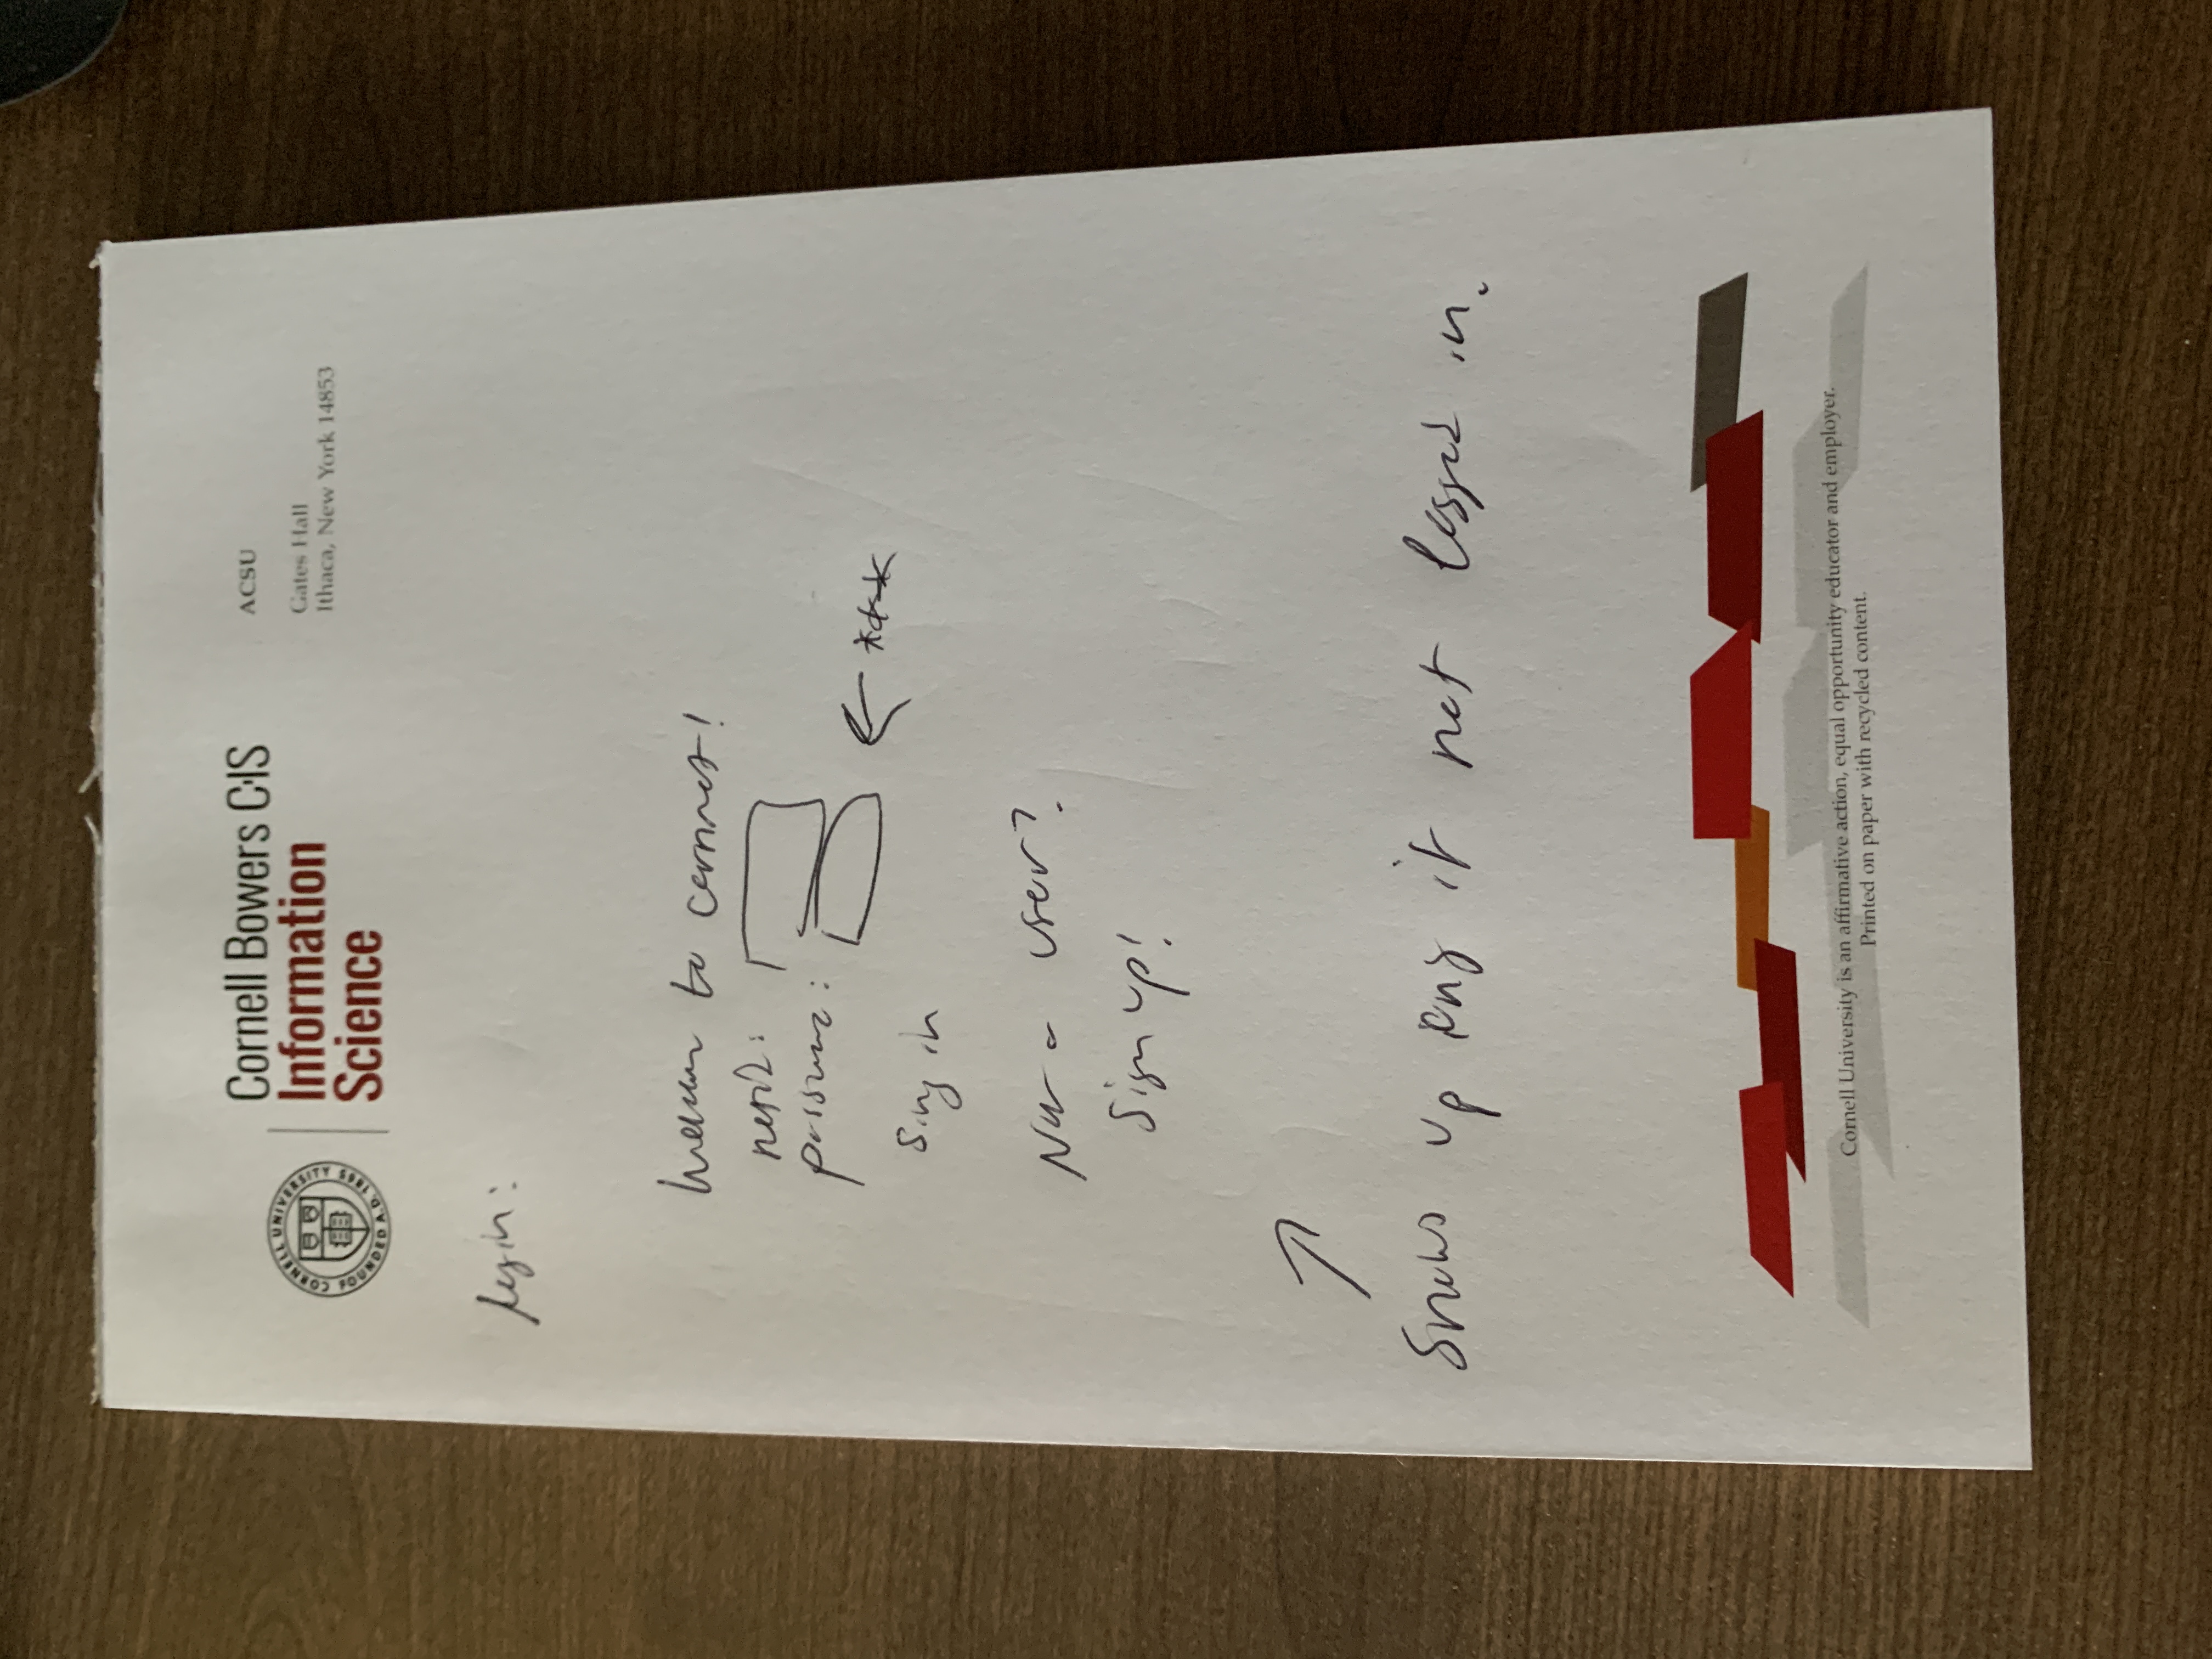 Cornell Bowers C·IS
Information
Science
ACSU
Gates Hall
Ithaca, New York 14853
CORNELL UNIVERSITY
FOUNDED A.D. 1865
login:
Welcome to connect!
netid:
password:
***
Sing in
Not a user?
Sign up!
Shows up only if not logged in.
Cornell University is an affirmative action, equal opportunity educator and employer.
Printed on paper with recycled content.